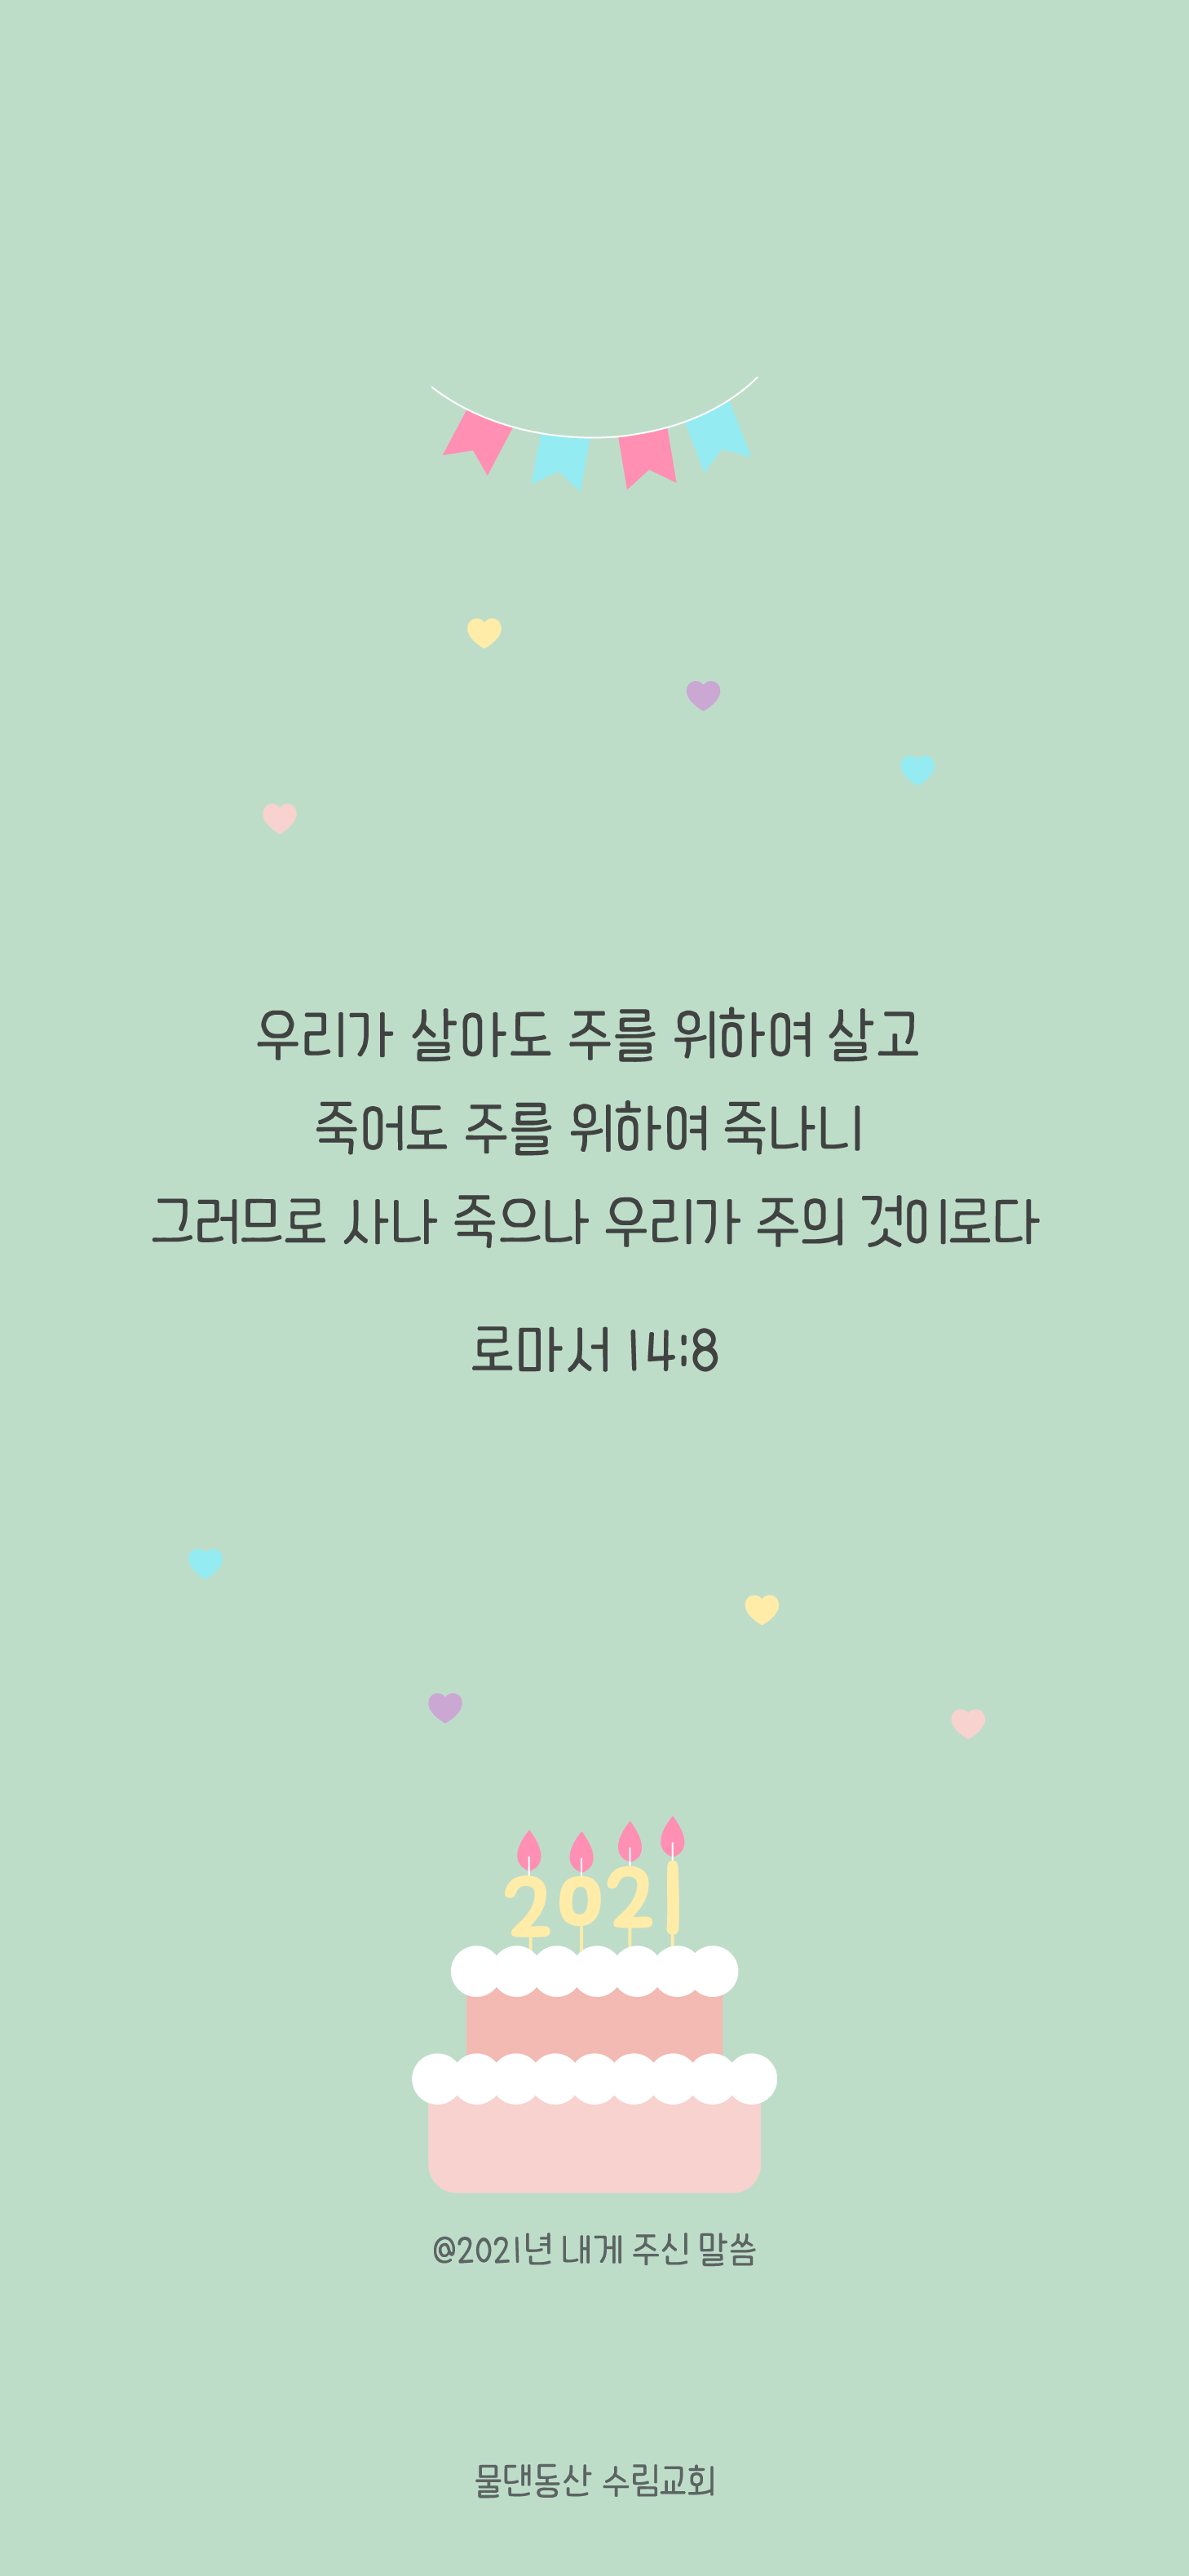 우리가 살아도 주를 위하여 살고
죽어도 주를 위하여 죽나니
그러므로 사나 죽으나 우리가 주의 것이로다
로마서 14:8
2021
@2021년 내게 주신 말씀
물댄동산 수림교회